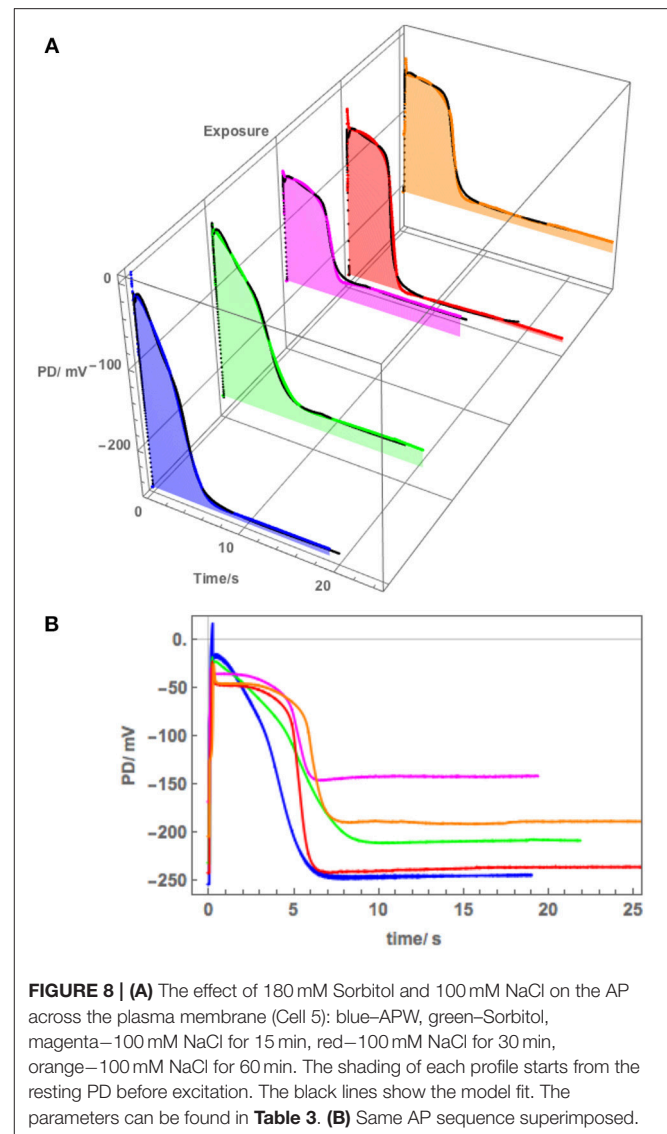 A
Exposure
0
PD/ mV
−100
−200
0
10
20
Time/s
B
0.
−50
−100
−150
−200
−250
PD/ mV
0
5
10
15
20
25
time/ s
FIGURE 8 | (A) The effect of 180 mM Sorbitol and 100 mM NaCl on the AP
across the plasma membrane (Cell 5): blue–APW, green–Sorbitol,
magenta—100 mM NaCl for 15 min, red—100 mM NaCl for 30 min,
orange—100 mM NaCl for 60 min. The shading of each profile starts from the
resting PD before excitation. The black lines show the model fit. The
parameters can be found in Table 3. (B) Same AP sequence superimposed.